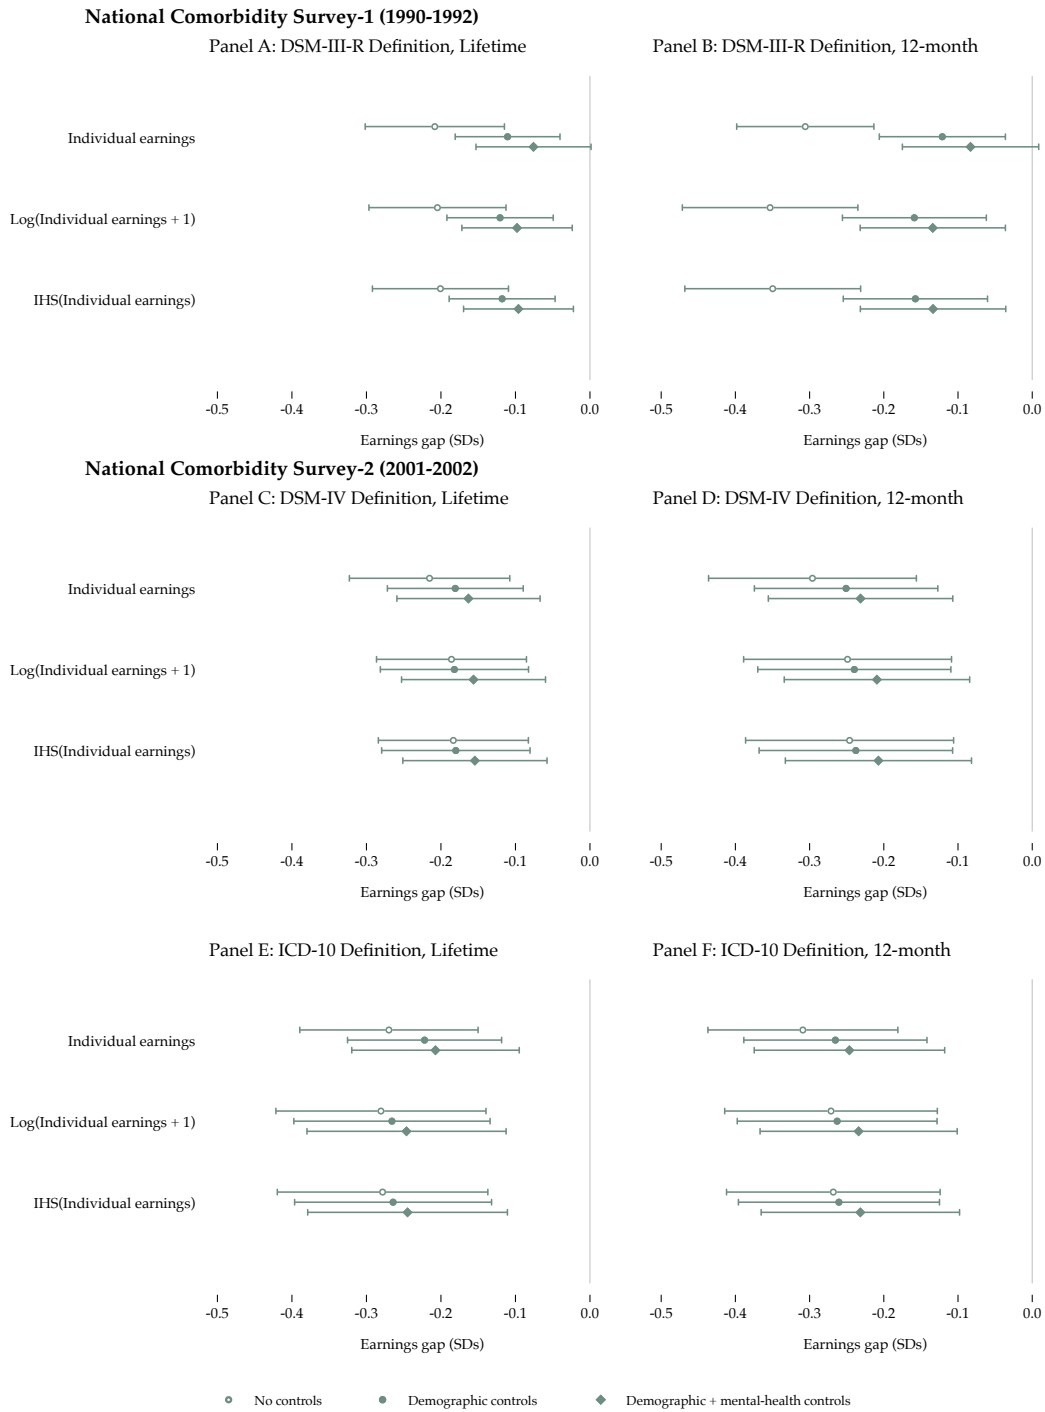 National Comorbidity Survey-1 (1990-1992)
Panel A: DSM-III-R Definition, Lifetime
Individual earnings
Log(Individual earnings + 1)
IHS(Individual earnings)
-0.5 -0.4 -0.3 -0.2 -0.1 0.0
Earnings gap (SDs)
Panel B: DSM-III-R Definition, 12-month
-0.5 -0.4 -0.3 -0.2 -0.1 0.0
Earnings gap (SDs)
National Comorbidity Survey-2 (2001-2002)
Panel C: DSM-IV Definition, Lifetime
Individual earnings
Log(Individual earnings + 1)
IHS(Individual earnings)
-0.5 -0.4 -0.3 -0.2 -0.1 0.0
Earnings gap (SDs)
Panel D: DSM-IV Definition, 12-month
-0.5 -0.4 -0.3 -0.2 -0.1 0.0
Earnings gap (SDs)
Panel E: ICD-10 Definition, Lifetime
Individual earnings
Log(Individual earnings + 1)
IHS(Individual earnings)
-0.5 -0.4 -0.3 -0.2 -0.1 0.0
Earnings gap (SDs)
Panel F: ICD-10 Definition, 12-month
-0.5 -0.4 -0.3 -0.2 -0.1 0.0
Earnings gap (SDs)
No controls Demographic controls Demographic + mental-health controls